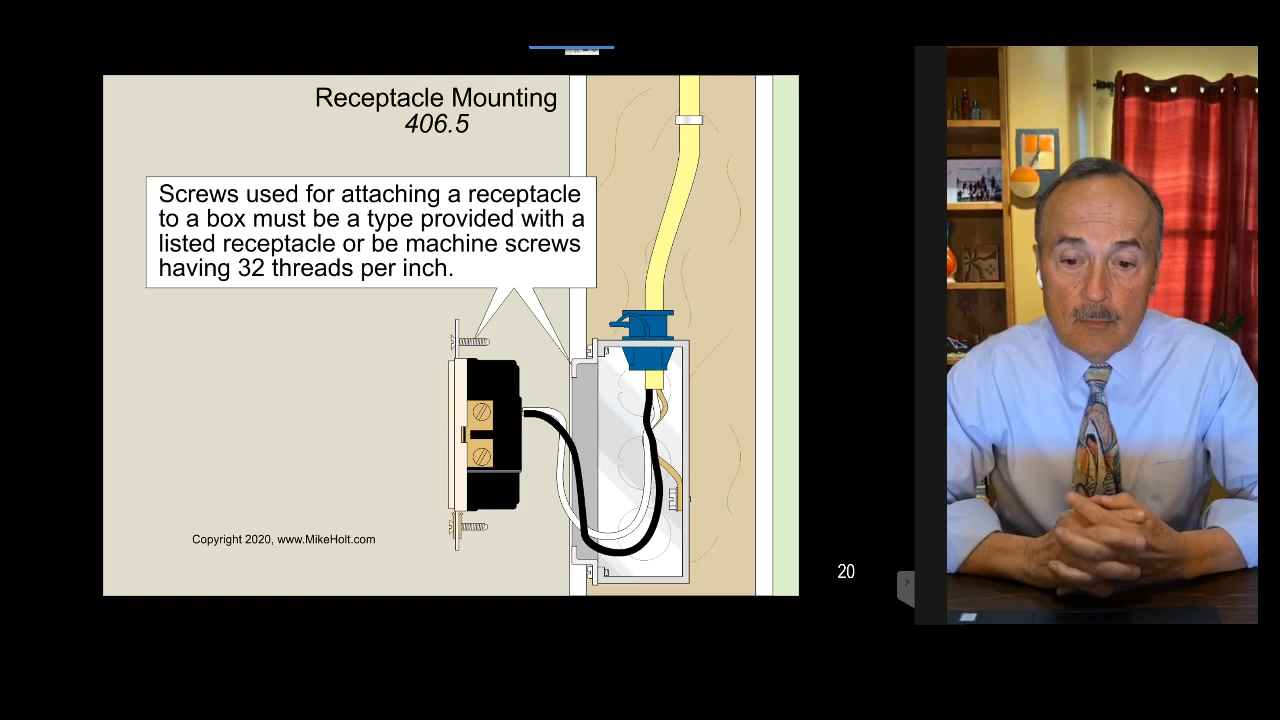 Receptacle Mounting
406.5
Screws used for attaching a receptacle
to a box must be a type provided with a
listed receptacle or be machine screws
having 32 threads per inch.
Copyright 2020, www.MikeHolt.com
20